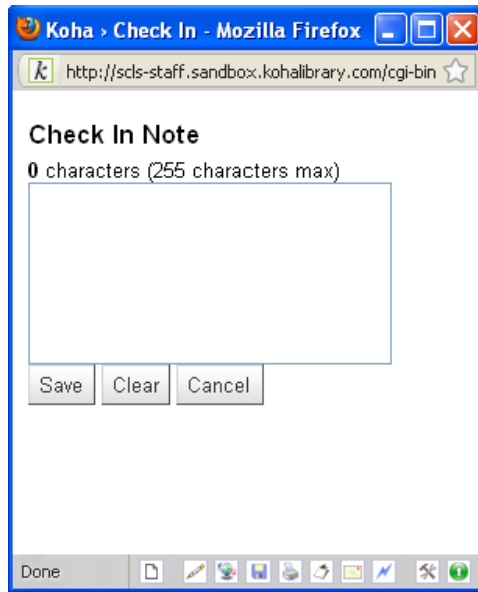 Koha › Check In - Mozilla Firefox
k http://scls-staff.sandbox.kohalibrary.com/cgi-bin
Check In Note
0 characters (255 characters max)
Save Clear Cancel
Done